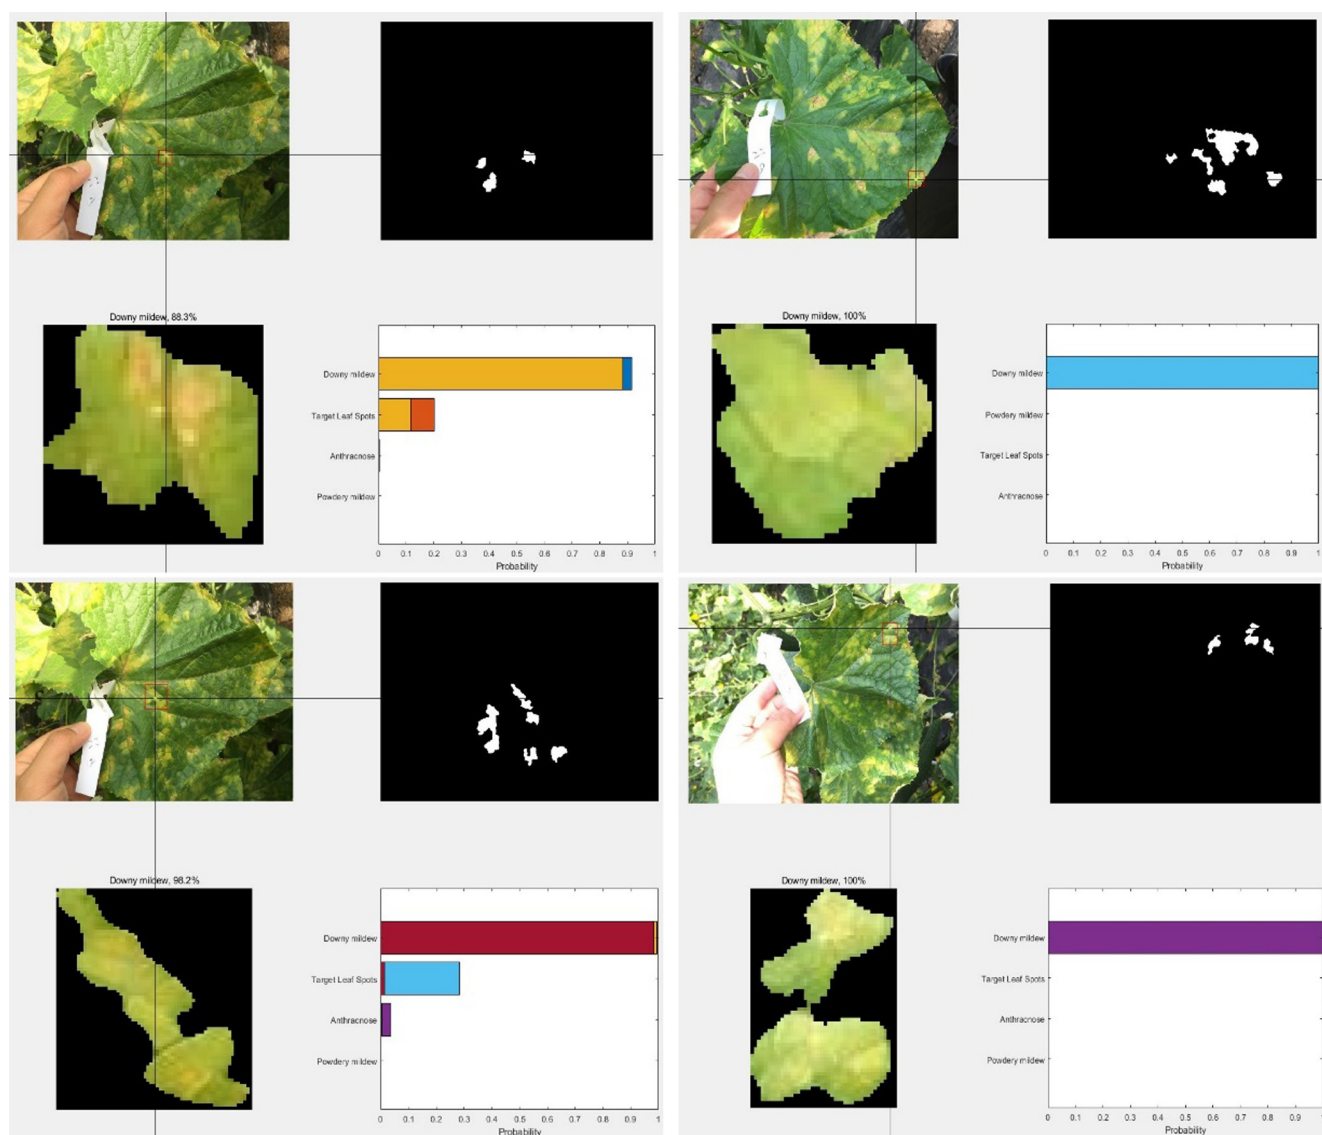 Downy mildew, 88.3%
Downy mildew
Target Leaf Spots
Anthracnose
Powdery mildew
0 0.1 0.2 0.3 0.4 0.5 0.6 0.7 0.8 0.9 1
Probability
Downy mildew, 100%
Downy mildew
Powdery mildew
Target Leaf Spots
Anthracnose
0 0.1 0.2 0.3 0.4 0.5 0.6 0.7 0.8 0.9 1
Probability
Downy mildew, 98.2%
Downy mildew
Target Leaf Spots
Anthracnose
Powdery mildew
0 0.1 0.2 0.3 0.4 0.5 0.6 0.7 0.8 0.9 1
Probability
Downy mildew, 100%
Downy mildew
Target Leaf Spots
Anthracnose
Powdery mildew
0 0.1 0.2 0.3 0.4 0.5 0.6 0.7 0.8 0.9 1
Probability